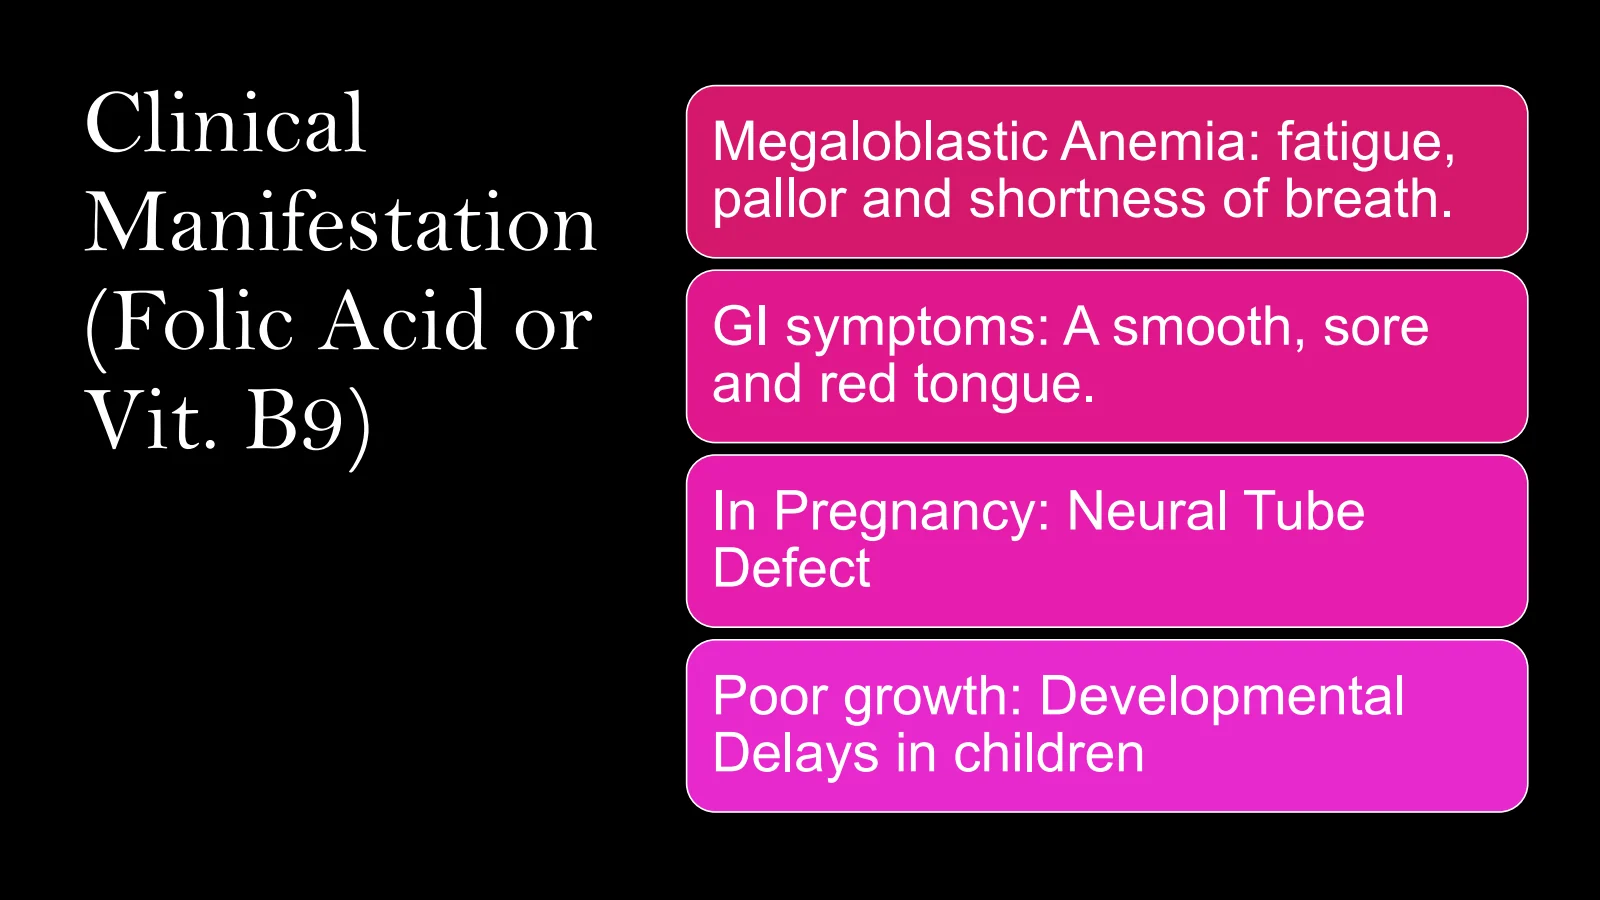 Clinical
Manifestation
(Folic Acid or
Vit. B9)
Megaloblastic Anemia: fatigue,
pallor and shortness of breath.
GI symptoms: A smooth, sore
and red tongue.
In Pregnancy: Neural Tube
Defect
Poor growth: Developmental
Delays in children